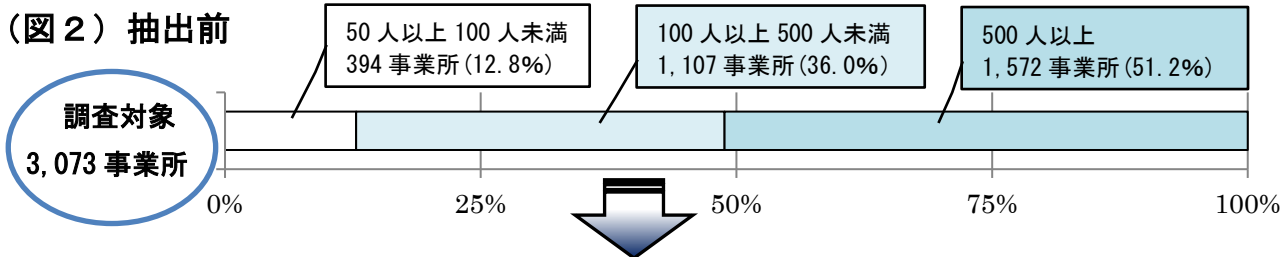 (図2)抽出前
50人以上100人未満
394事業所(12.8%)
100人以上500人未満
1,107事業所(36.0%)
500人以上
1,572事業所(51.2%)
調査対象
3,073事業所
0%
25%
50%
75%
100%